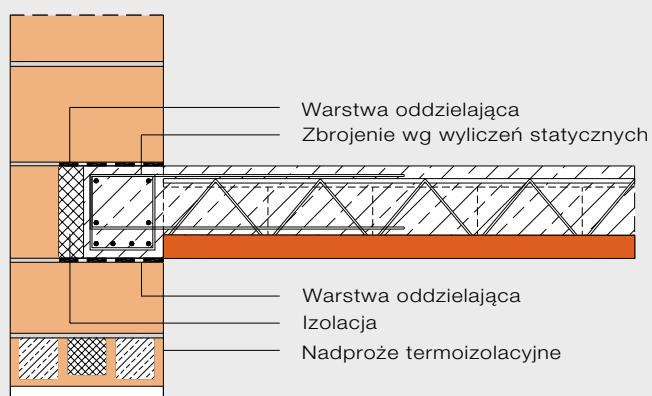 Warstwa oddzielająca
Zbrojenie wg wyliczeń statycznych
Warstwa oddzielająca
Izolacja
Nadproże termoizolacyjne